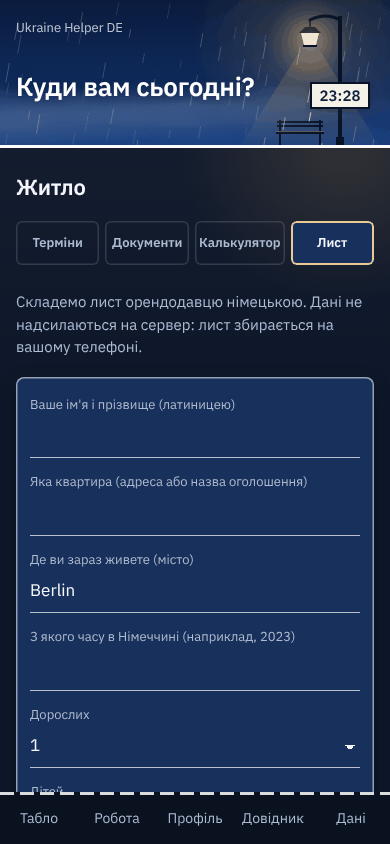 Ukraine Helper DE
Куди вам сьогодні?
23:28
Житло
Терміни
Документи
Калькулятор
Лист
Складемо лист орендодавцю німецькою. Дані не
надсилаються на сервер: лист збирається на
вашому телефоні.
Ваше ім'я і прізвище (латиницею)
Яка квартира (адреса або назва оголошення)
Де ви зараз живете (місто)
Berlin
З якого часу в Німеччині (наприклад, 2023)
Дорослих
1
Дітей
Табло
Робота
Профіль
Довідник
Дані